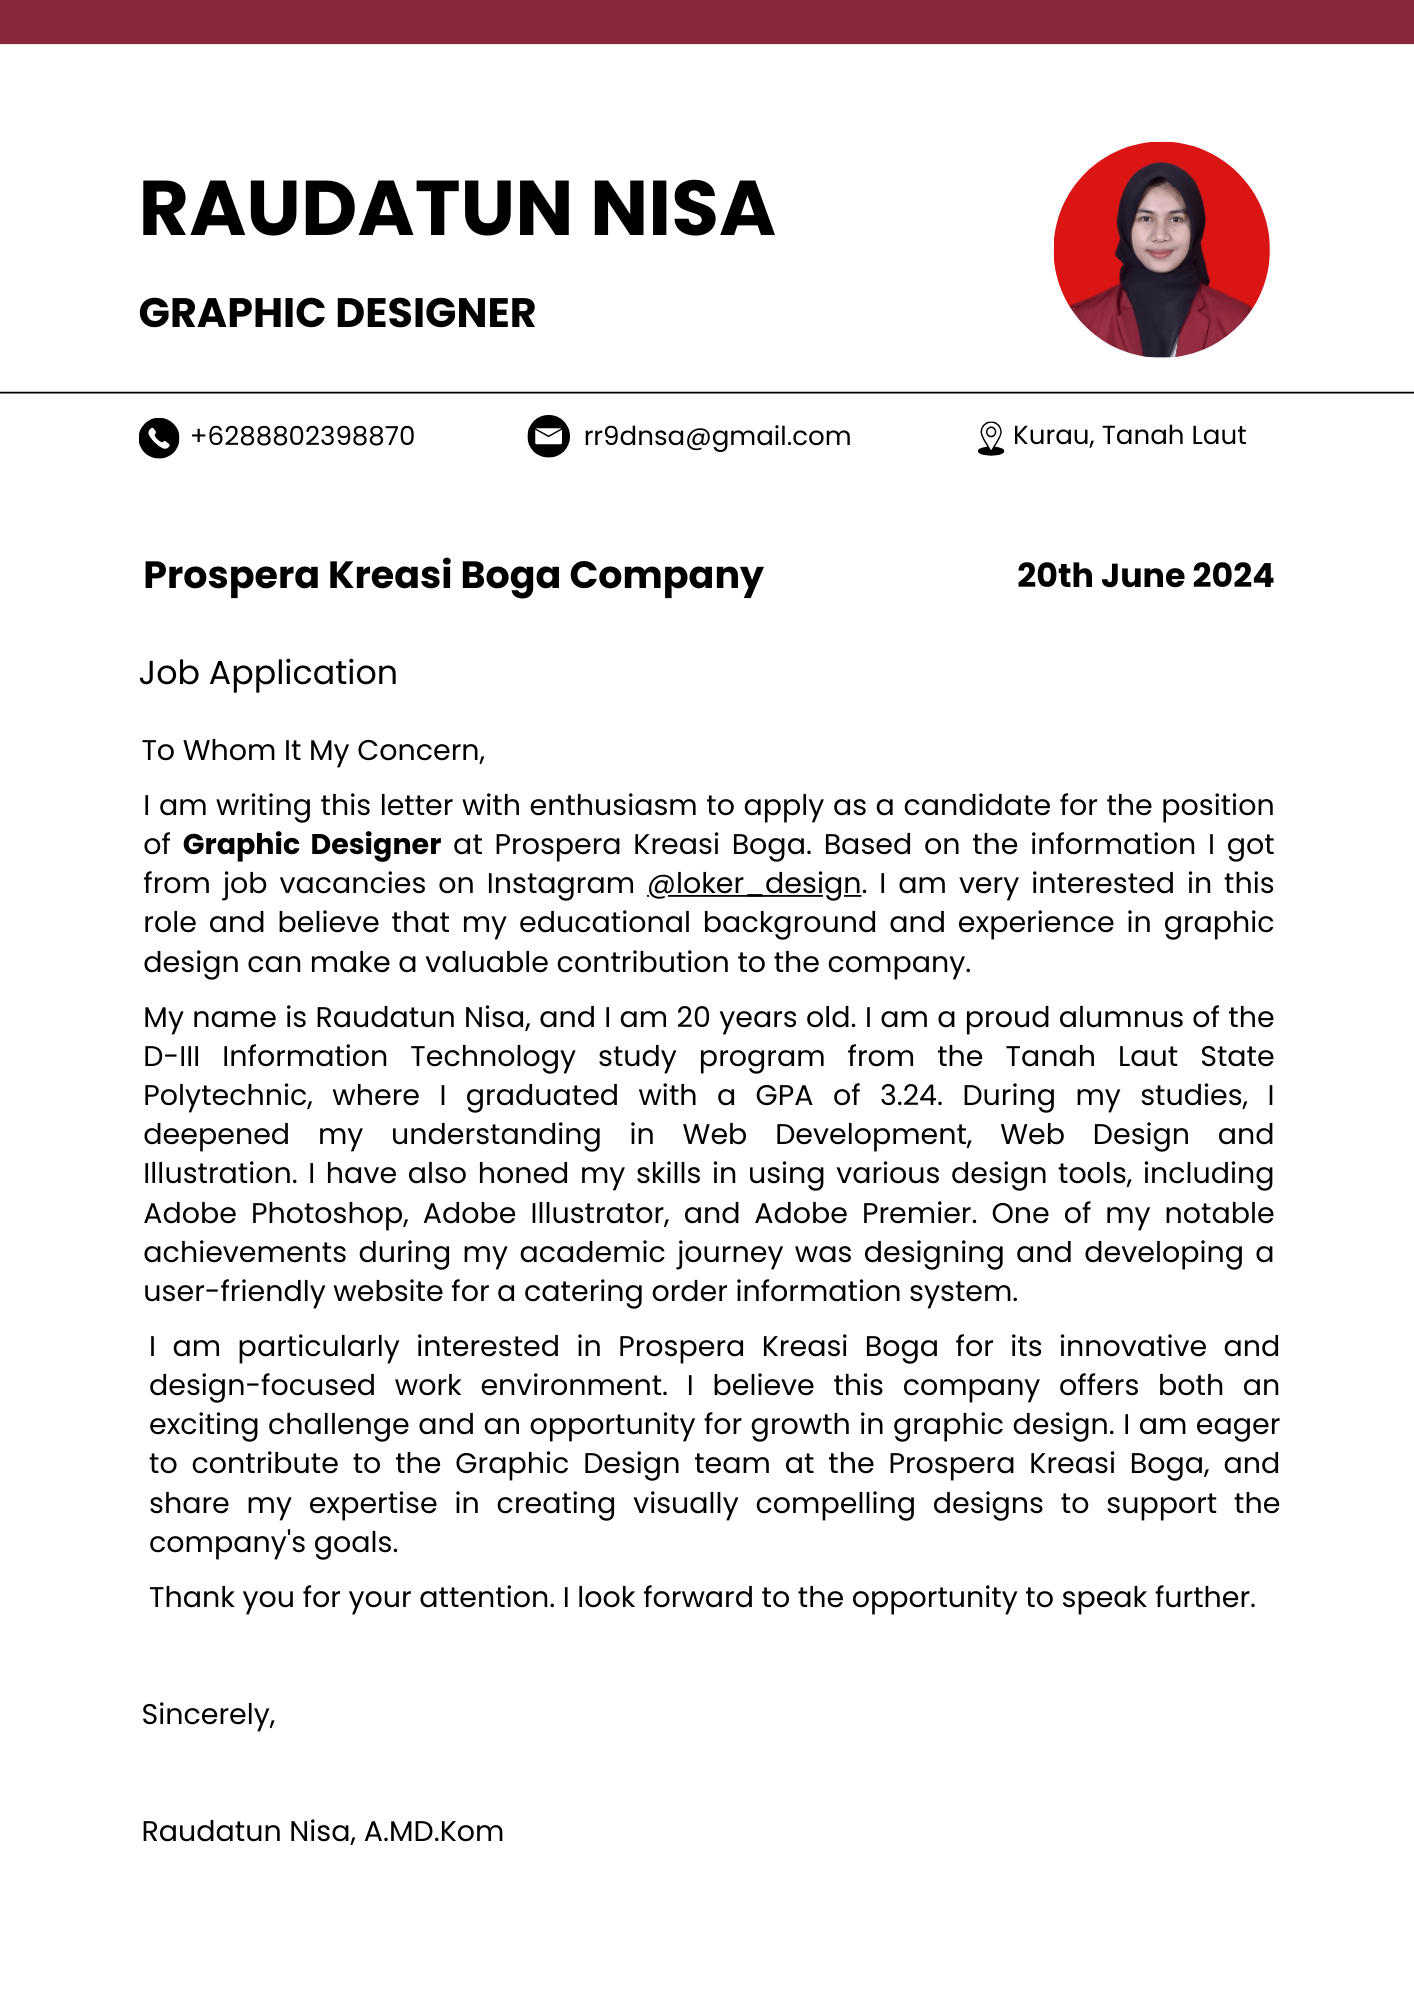 RAUDATUN NISA
GRAPHIC DESIGNER
+6288802398870
rr9dnsa@gmail.com
Kurau, Tanah Laut
Prospera Kreasi Boga Company
20th June 2024
Job Application
To Whom It My Concern,
I am writing this letter with enthusiasm to apply as a candidate for the position
of Graphic Designer at Prospera Kreasi Boga. Based on the information I got
from job vacancies on Instagram @loker_design. I am very interested in this
role and believe that my educational background and experience in graphic
design can make a valuable contribution to the company.
My name is Raudatun Nisa, and I am 20 years old. I am a proud alumnus of the
D-III Information Technology study program from the Tanah Laut State
Polytechnic, where I graduated with a GPA of 3.24. During my studies, I
deepened my understanding in Web Development, Web Design and
Illustration. I have also honed my skills in using various design tools, including
Adobe Photoshop, Adobe Illustrator, and Adobe Premier. One of my notable
achievements during my academic journey was designing and developing a
user-friendly website for a catering order information system.
I am particularly interested in Prospera Kreasi Boga for its innovative and
design-focused work environment. I believe this company offers both an
exciting challenge and an opportunity for growth in graphic design. I am eager
to contribute to the Graphic Design team at the Prospera Kreasi Boga, and
share my expertise in creating visually compelling designs to support the
company's goals.
Thank you for your attention. I look forward to the opportunity to speak further.
Sincerely,
Raudatun Nisa, A.MD.Kom